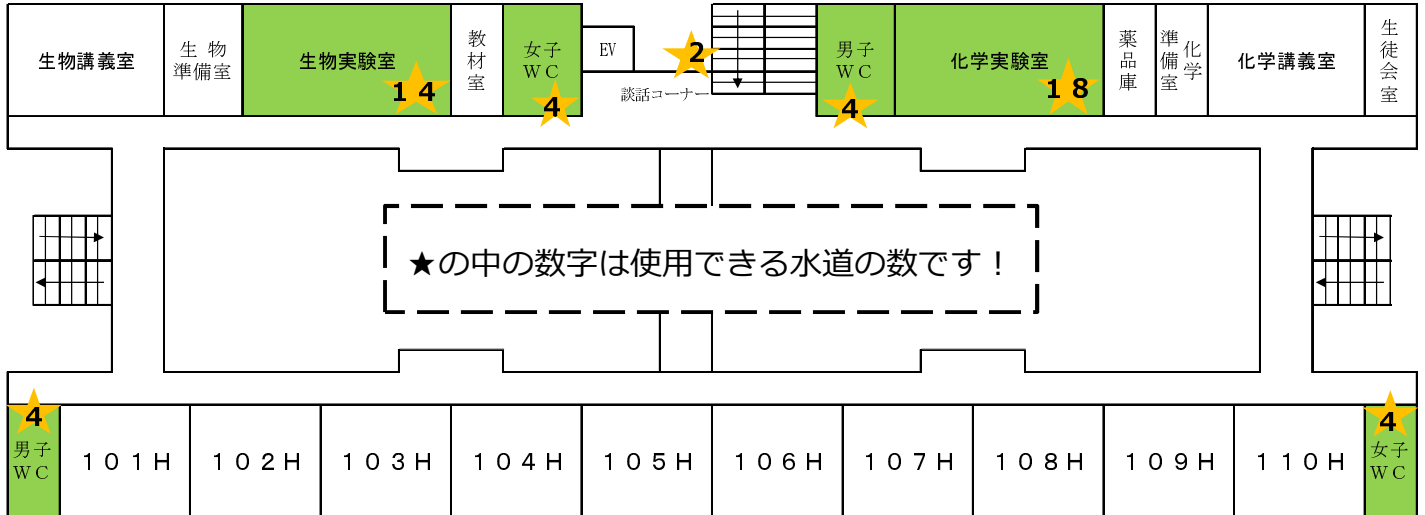 生物講義室
生物
準備室
生物実験室
14
教材室
女子
WC
4
EV
2
談話コーナー
男子
WC
4
化学実験室
18
薬品庫
化学
準備室
化学講義室
生徒会室
★の中の数字は使用できる水道の数です！
4
男子
WC
101H
102H
103H
104H
105H
106H
107H
108H
109H
110H
4
女子
WC